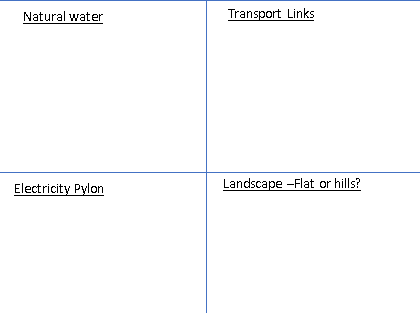 Natural water
Transport Links
Electricity Pylon
Landscape –Flat or hills?